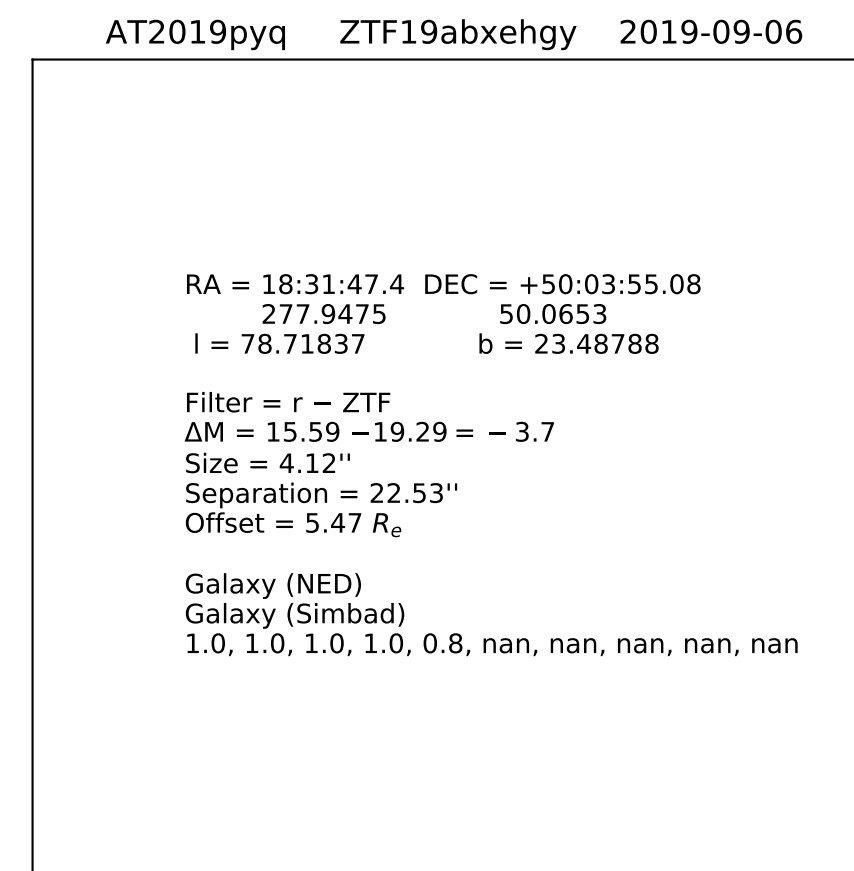 AT2019pyq ZTF19abxehgy 2019-09-06
RA = 18:31:47.4 DEC = +50:03:55.08
277.9475 50.0653
l = 78.71837 b = 23.48788
Filter = r − ZTF
ΔM = 15.59 −19.29 = − 3.7
Size = 4.12''
Separation = 22.53''
Offset = 5.47 Re
Galaxy (NED)
Galaxy (Simbad)
1.0, 1.0, 1.0, 1.0, 0.8, nan, nan, nan, nan, nan